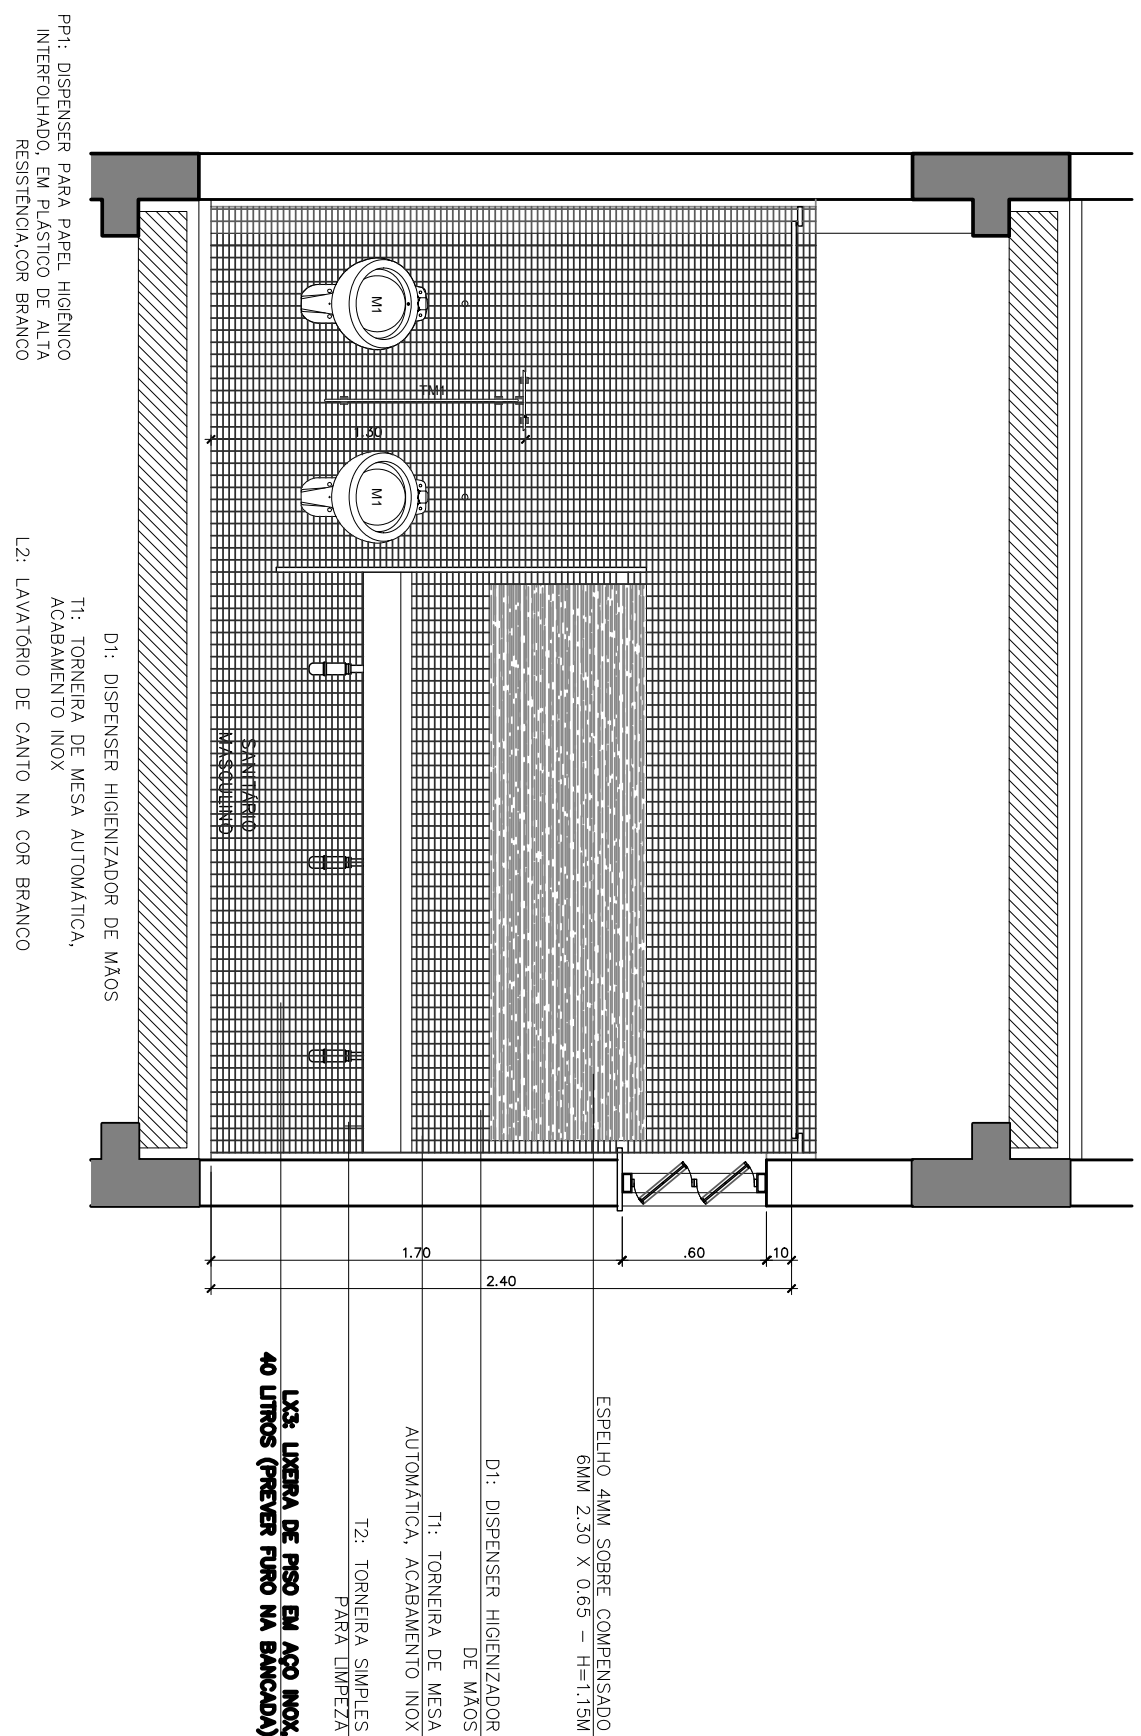 PP1: DISPENSER PARA PAPEL HIGIÊNICO
INTERFOLHADO, EM PLÁSTICO DE ALTA
RESISTÊNCIA,COR BRANCO
D1: DISPENSER HIGIENIZADOR DE MÃOS
T1: TORNEIRA DE MESA AUTOMÁTICA,
ACABAMENTO INOX
L2: LAVATÓRIO DE CANTO NA COR BRANCO
M1
TM1
1.30
M1
SANITÁRIO
MASCULINO
1.70
.60
10
2.40
ESPELHO 4MM SOBRE COMPENSADO
6MM 2.30 X 0.65 - H=1.15M
D1: DISPENSER HIGIENIZADOR
DE MÃOS
T1: TORNEIRA DE MESA
AUTOMÁTICA, ACABAMENTO INOX
T2: TORNEIRA SIMPLES
PARA LIMPEZA
LX3: LIXEIRA DE PISO EM AÇO INOX,
40 LITROS (PREVER FURO NA BANCADA)